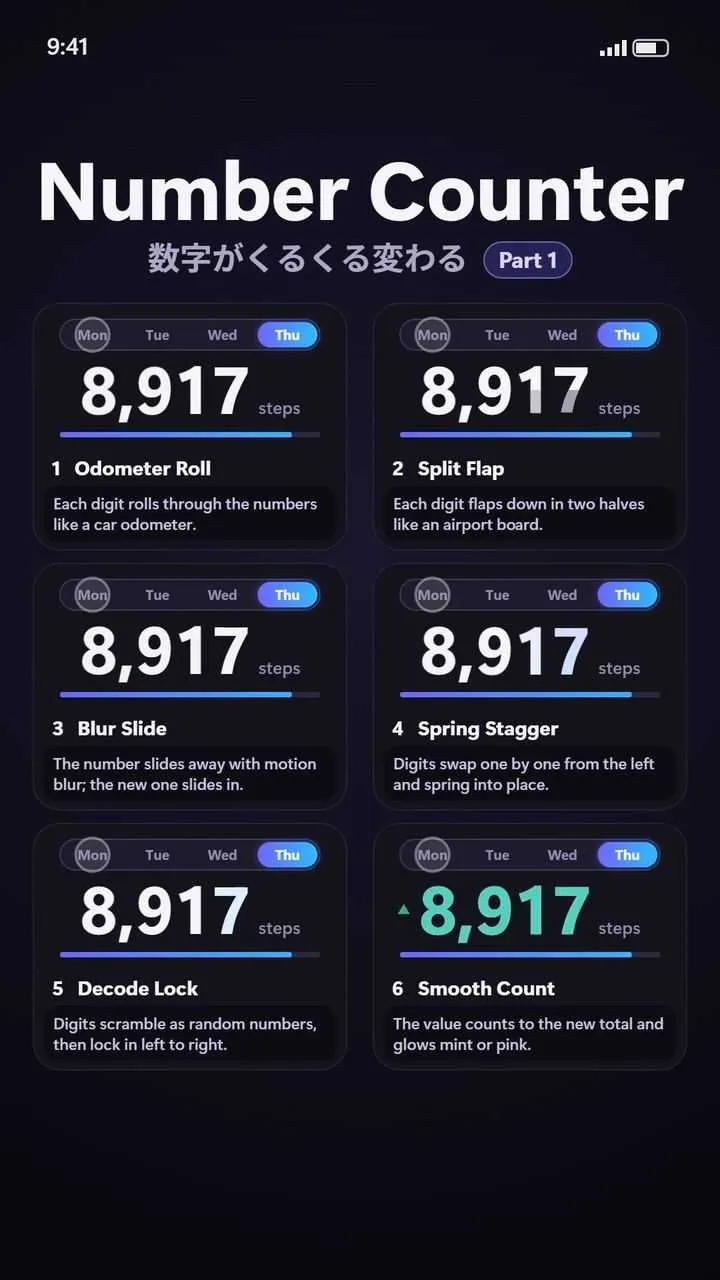 9:41
Number Counter
数字がくるくる変わる Part 1
Mon Tue Wed Thu
8,917 steps
1 Odometer Roll
Each digit rolls through the numbers
like a car odometer.
Mon Tue Wed Thu
8,917 steps
2 Split Flap
Each digit flaps down in two halves
like an airport board.
Mon Tue Wed Thu
8,917 steps
3 Blur Slide
The number slides away with motion
blur; the new one slides in.
Mon Tue Wed Thu
8,917 steps
4 Spring Stagger
Digits swap one by one from the left
and spring into place.
Mon Tue Wed Thu
8,917 steps
5 Decode Lock
Digits scramble as random numbers,
then lock in left to right.
Mon Tue Wed Thu
▲ 8,917 steps
6 Smooth Count
The value counts to the new total and
glows mint or pink.